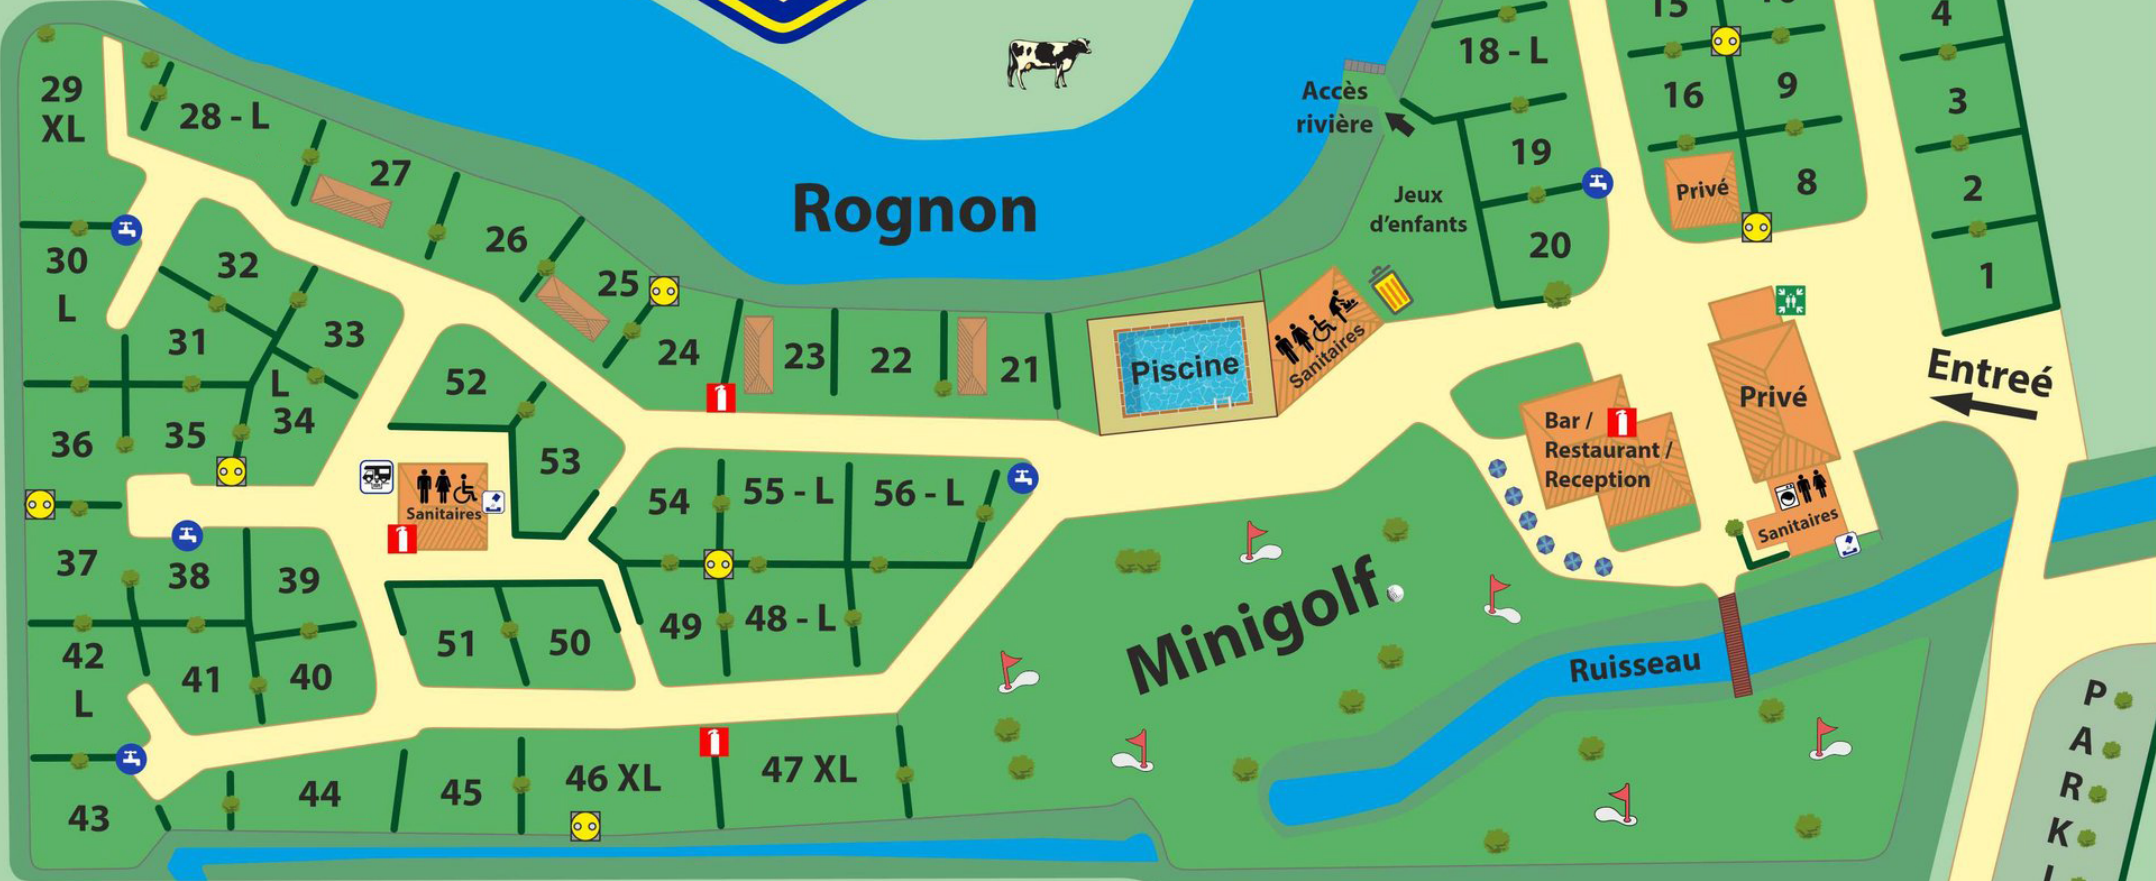 15
4
18 - L
16
9
3
Accès
rivière
29
XL
28 - L
27
19
Privé
8
2
Jeux
d'enfants
Rognon
20
1
26
25
30
L
32
31
33
24
23
22
21
Piscine
Sanitaires
Entreé
Privé
52
L
34
36
35
53
Bar /
Restaurant /
Reception
Sanitaires
54
55 - L
56 - L
Sanitaires
37
38
39
49
48 - L
Minigolf
51
50
42
L
41
40
Ruisseau
43
44
45
46 XL
47 XL
P
A
R
K